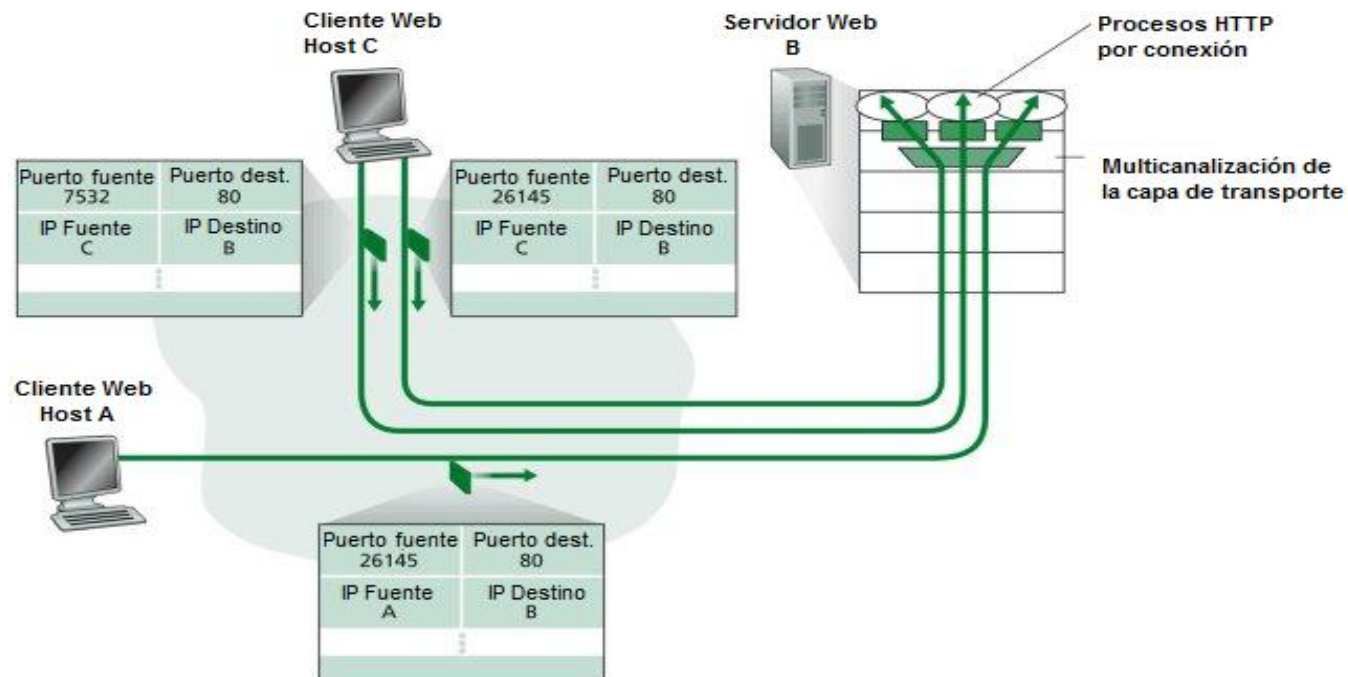 Cliente Web
Host C
Servidor Web
B
Procesos HTTP
por conexión
Multicanalización de
la capa de transporte
Puerto fuente
7532
Puerto dest.
80
IP Fuente
C
IP Destino
B
Puerto fuente
26145
Puerto dest.
80
IP Fuente
C
IP Destino
B
Cliente Web
Host A
Puerto fuente
26145
Puerto dest.
80
IP Fuente
A
IP Destino
B